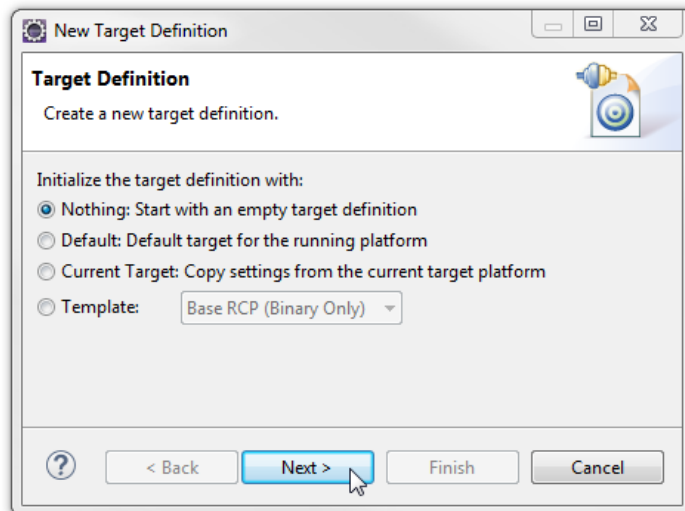 New Target Definition
Target Definition
Create a new target definition.
Initialize the target definition with:
Nothing: Start with an empty target definition
Default: Default target for the running platform
Current Target: Copy settings from the current target platform
Template: Base RCP (Binary Only)
? < Back Next > Finish Cancel